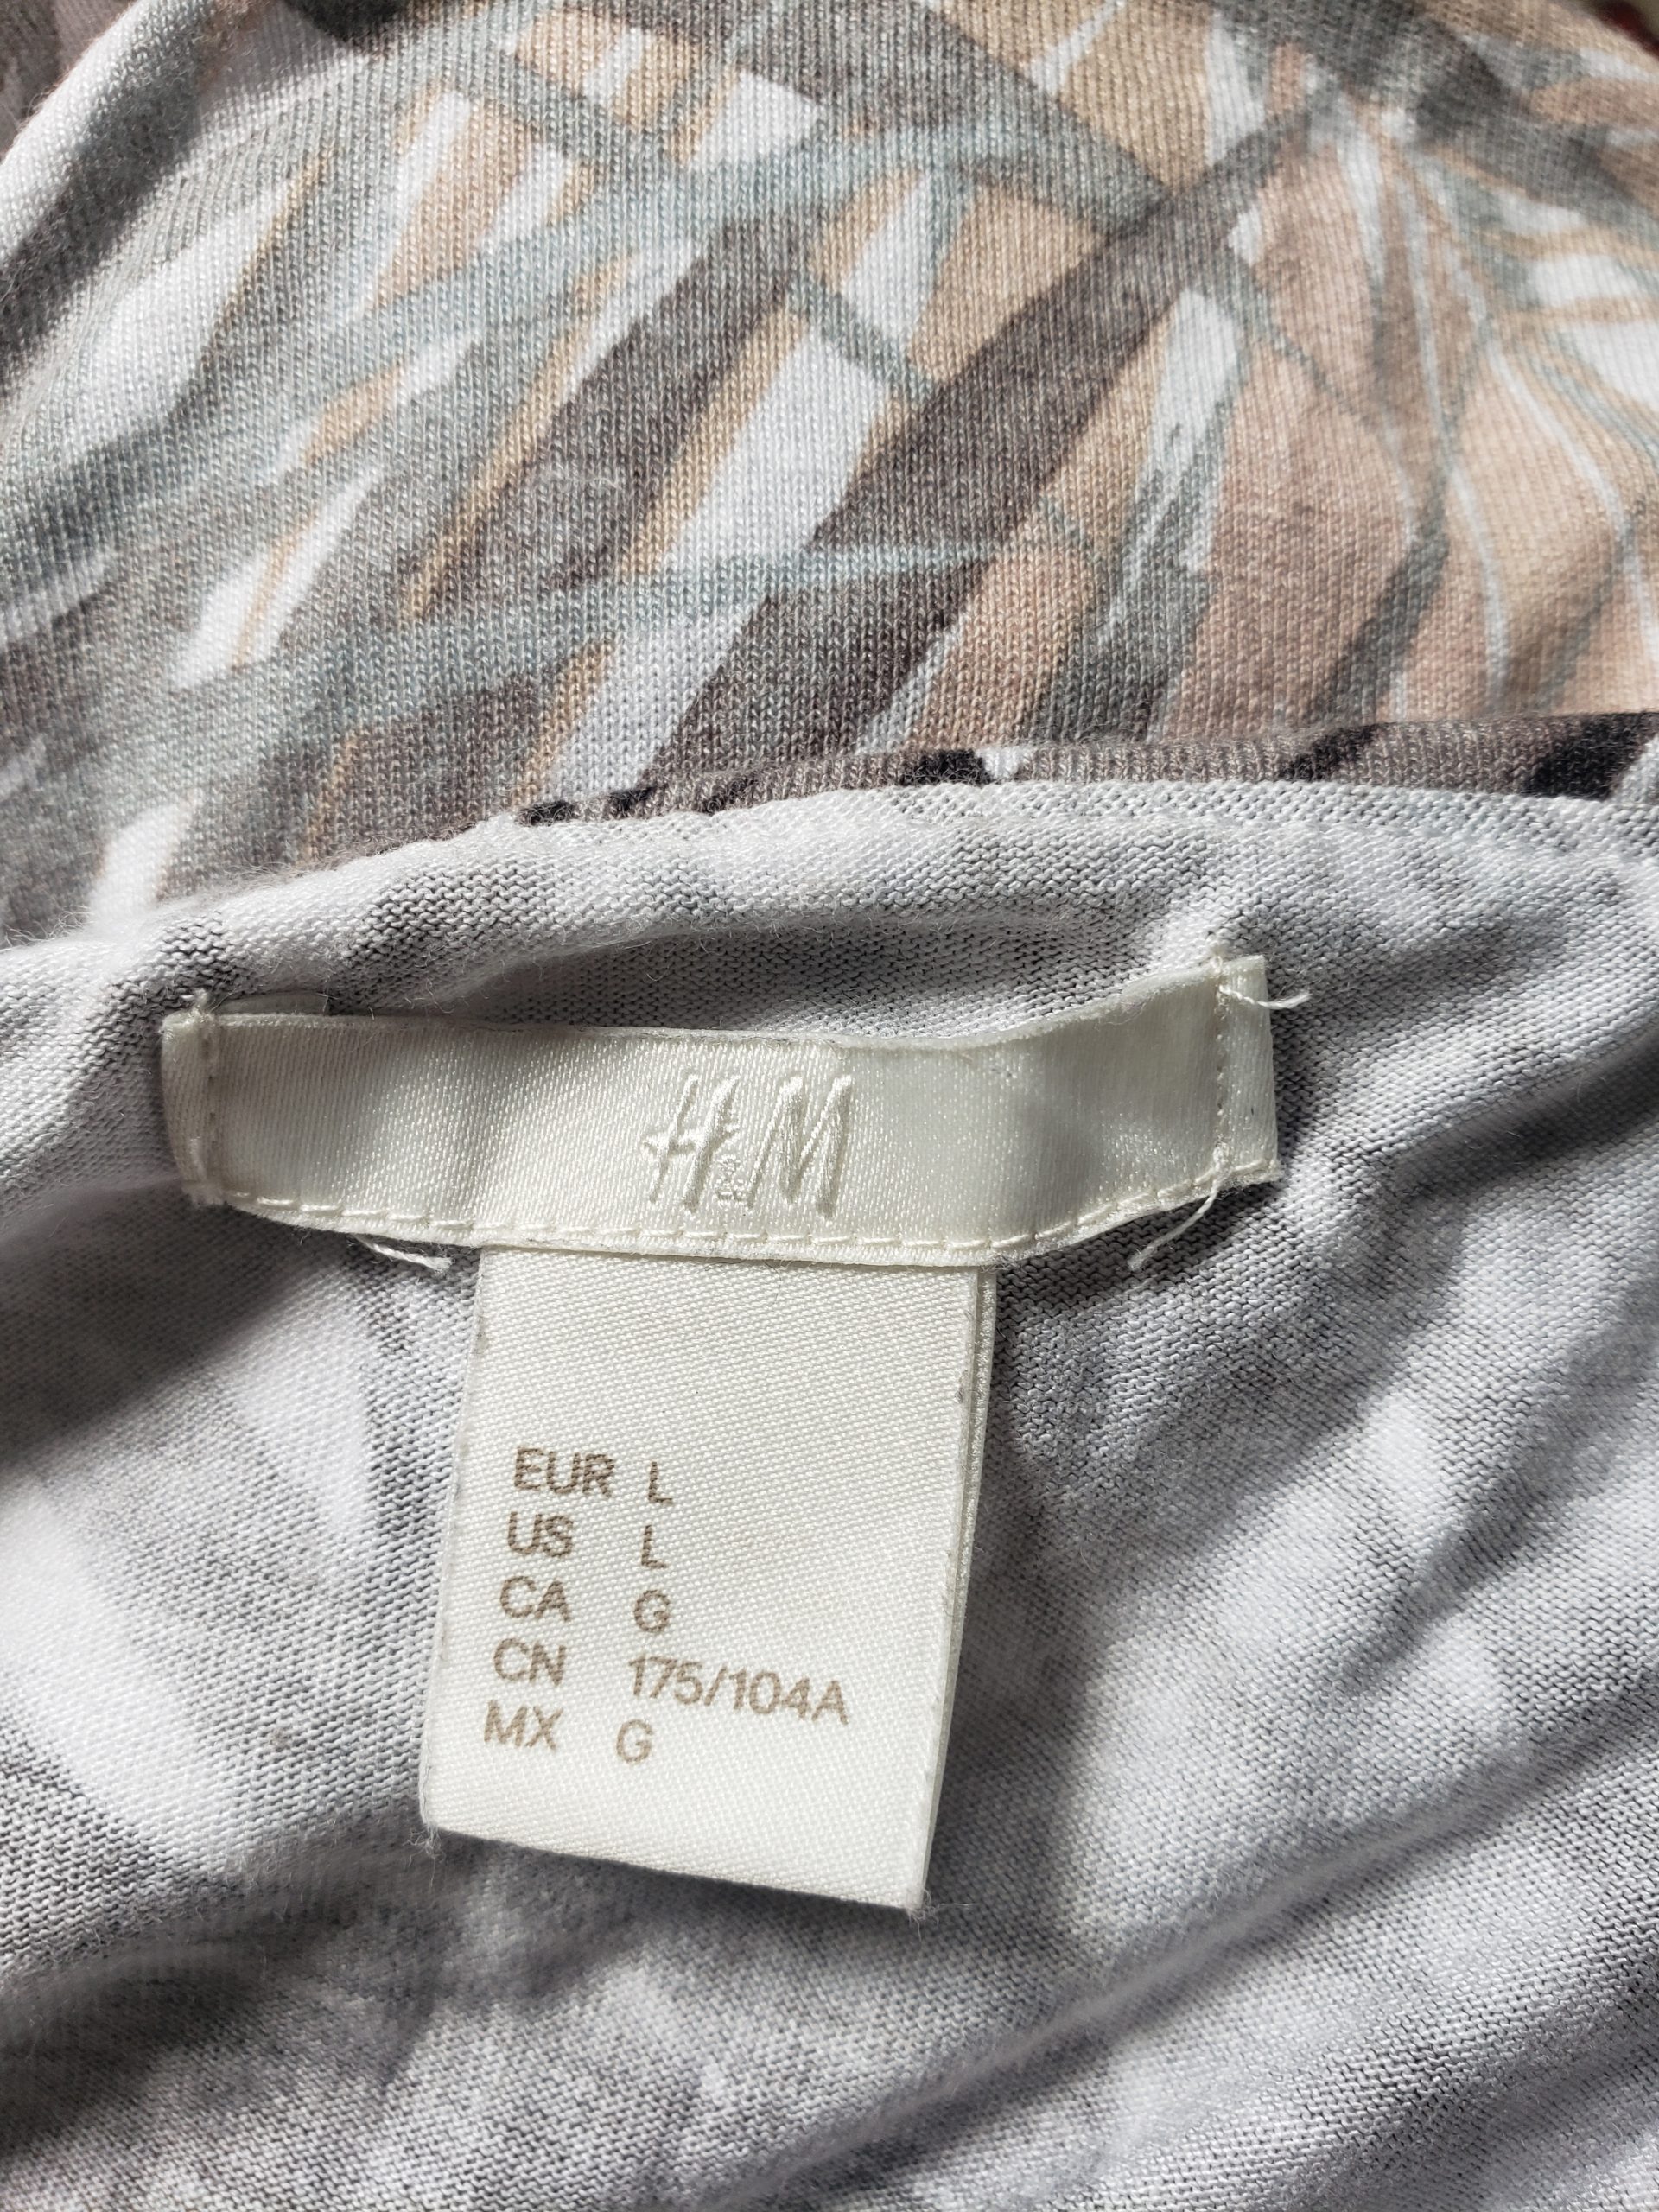 H&M
EUR L
US L
CA G
CN 175/104A
MX G